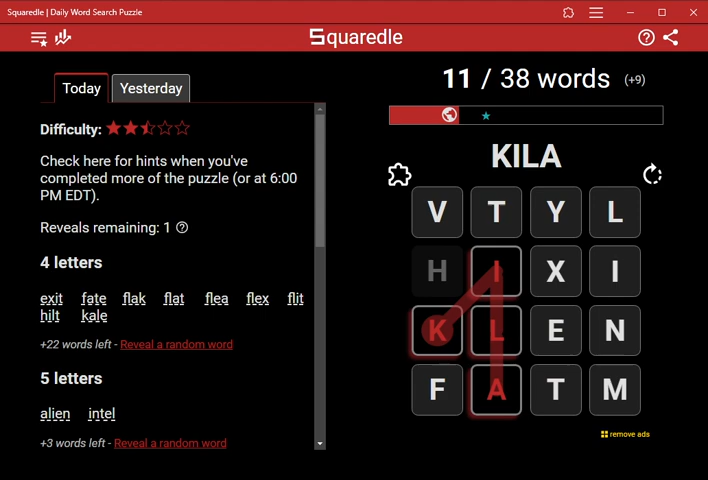 Squaredle | Daily Word Search Puzzle
Squaredle
Today Yesterday
11 / 38 words (+9)
Difficulty:
Check here for hints when you've
completed more of the puzzle (or at 6:00
PM EDT).
Reveals remaining: 1
4 letters
exit fate flak flat flea flex flit
hilt kale
+22 words left - Reveal a random word
5 letters
alien intel
+3 words left - Reveal a random word
KILA
V T Y L
H I X I
K L E N
F A T M
remove ads